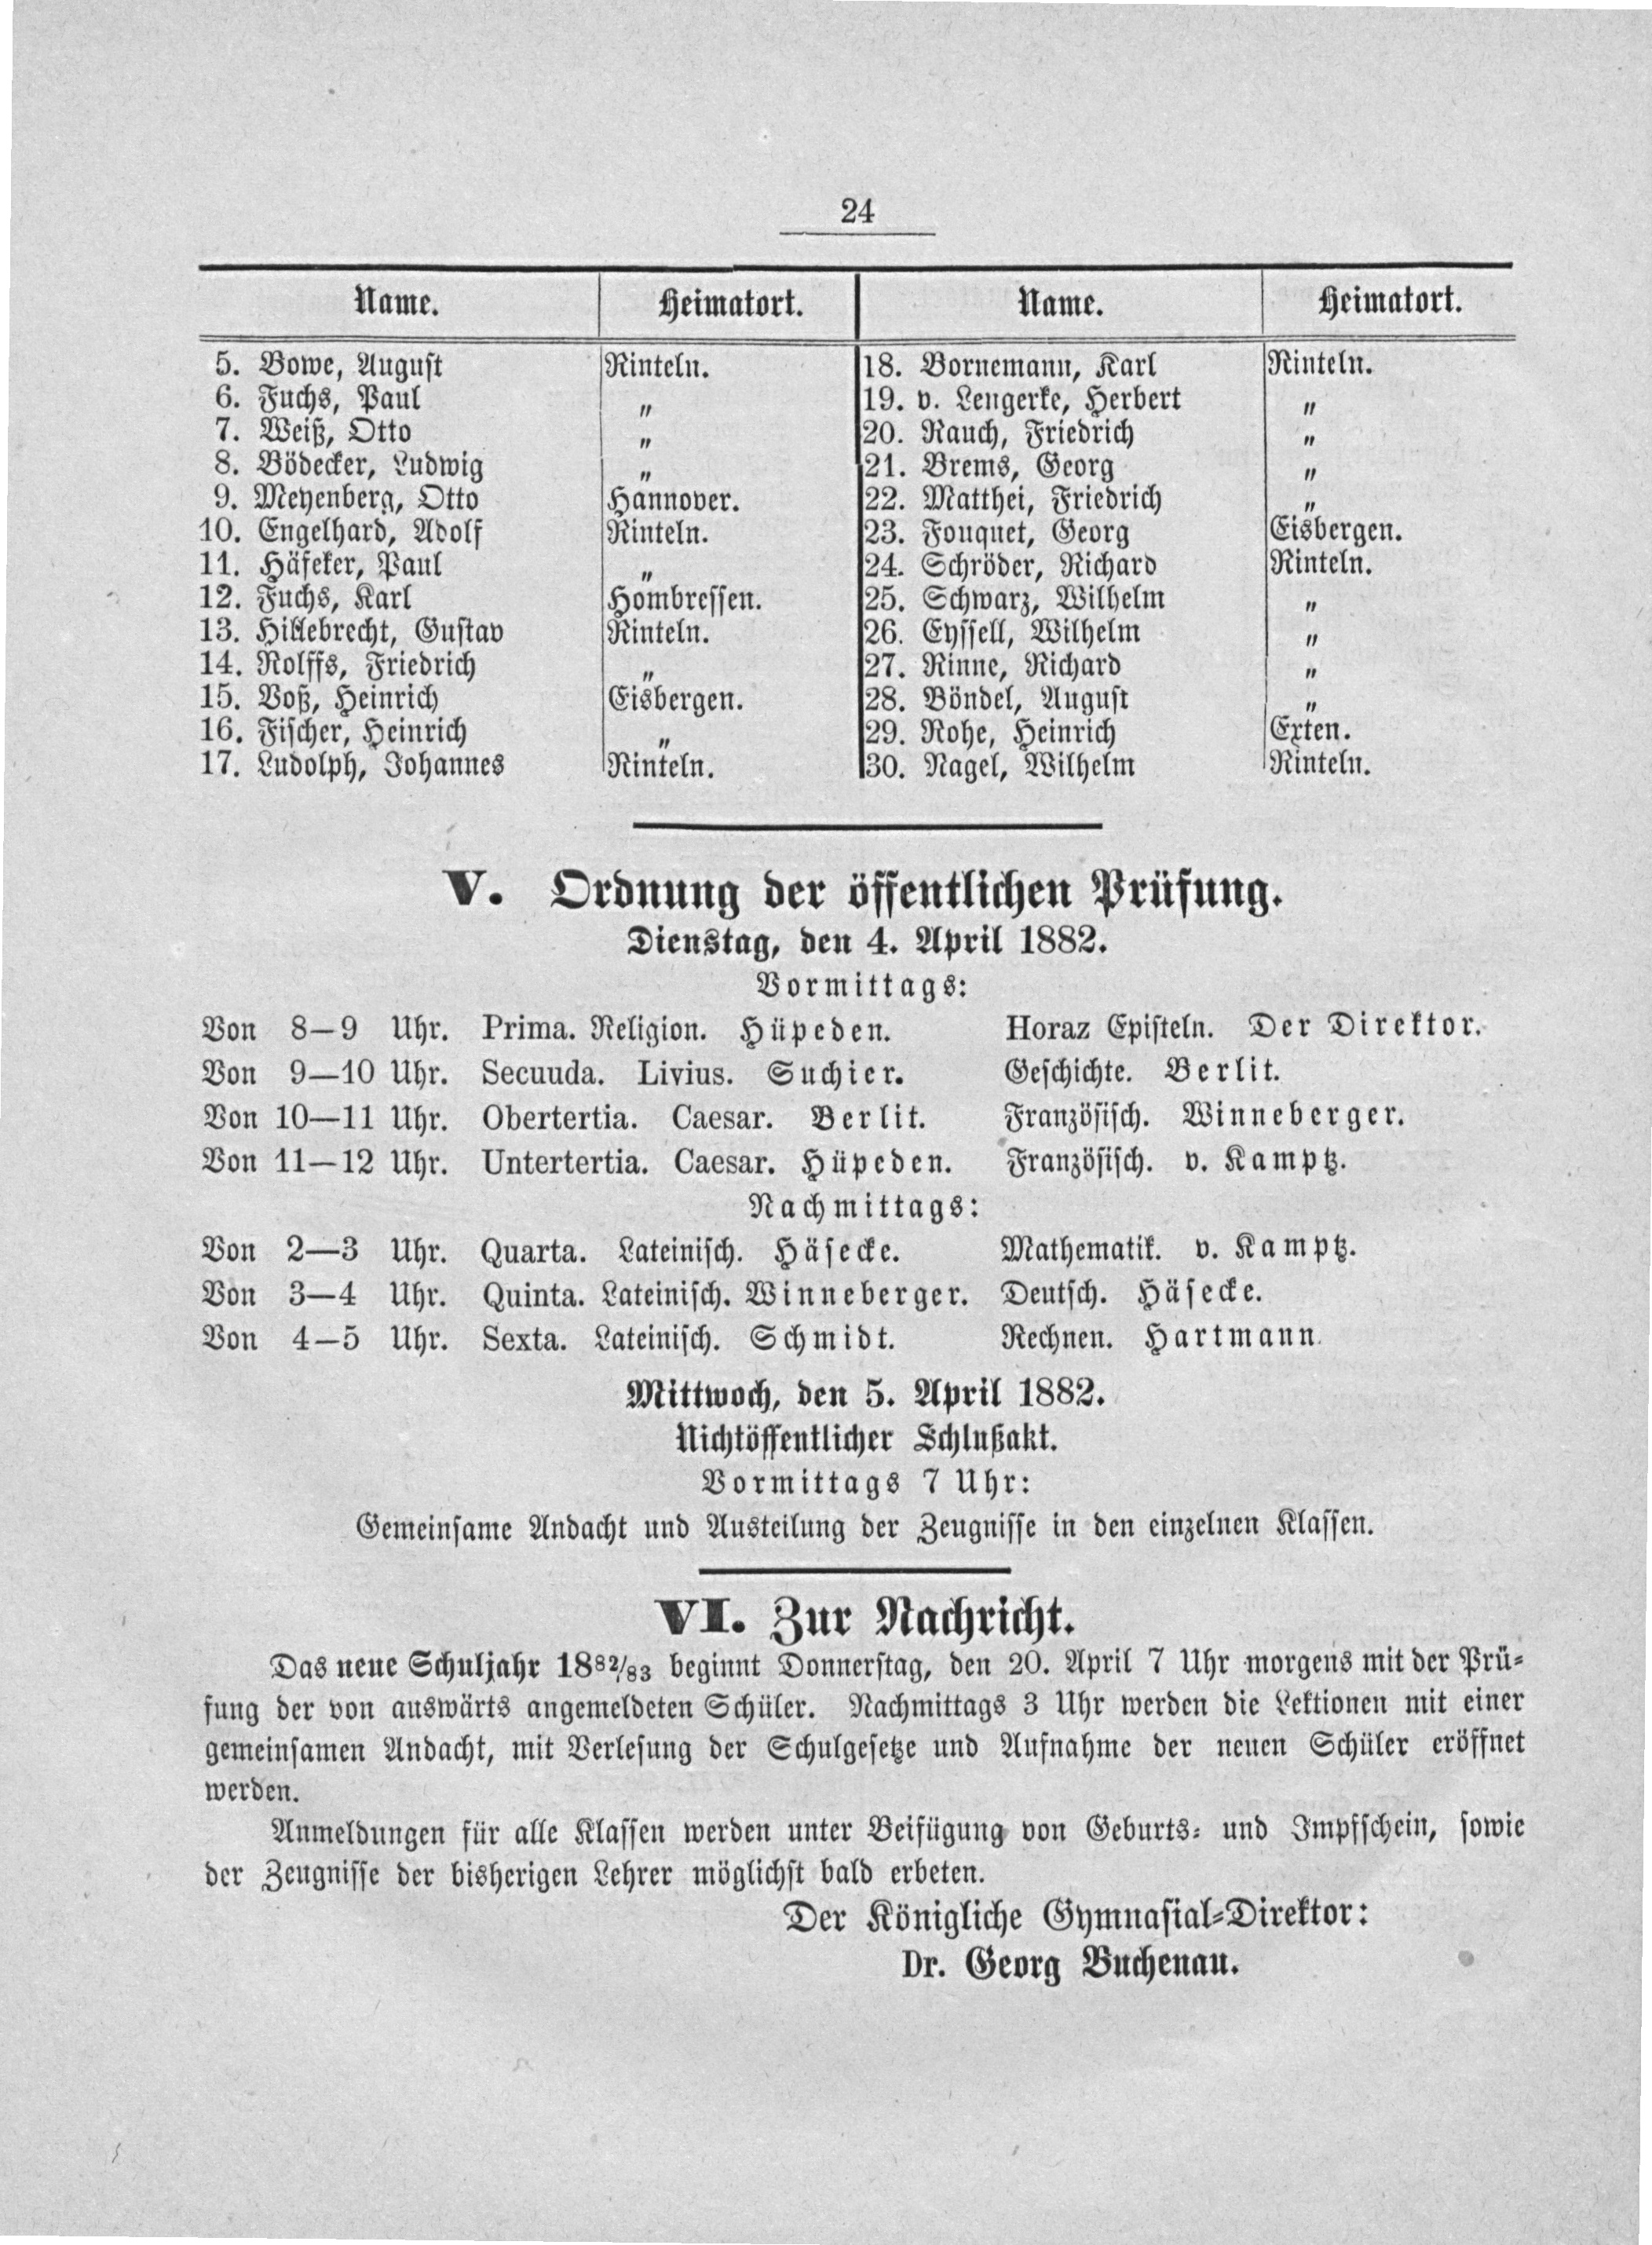 24
Name. Heimatort. Name. Heimatort.
5. Bowe, August Rinteln. 18. Bornemann, Karl Rinteln.
6. Fuchs, Paul „ 19. v. Lengerke, Herbert „
7. Weiß, Otto „ 20. Rauch, Friedrich „
8. Bödecker, Ludwig „ 21. Brems, Georg „
9. Meyenberg, Otto Hannover. 22. Matthei, Friedrich „
10. Engelhard, Adolf Rinteln. 23. Fouquet, Georg Eisbergen.
11. Häfeker, Paul „ 24. Schröder, Richard Rinteln.
12. Fuchs, Karl Hombressen. 25. Schwarz, Wilhelm „
13. Hillebrecht, Gustav Rinteln. 26. Eyssell, Wilhelm „
14. Rolffs, Friedrich „ 27. Rinne, Richard „
15. Voß, Heinrich Eisbergen. 28. Böndel, August „
16. Fischer, Heinrich „ 29. Rohe, Heinrich Exten.
17. Ludolph, Johannes Rinteln. 30. Nagel, Wilhelm Rinteln.
V. Ordnung der öffentlichen Prüfung.
Dienstag, den 4. April 1882.
Vormittags:
Von 8—9 Uhr. Prima. Religion. Hüpeden. Horaz Episteln. Der Direktor.
Von 9—10 Uhr. Secuuda. Livius. Suchier. Geschichte. Berlit.
Von 10—11 Uhr. Obertertia. Caesar. Berlit. Französisch. Winneberger.
Von 11—12 Uhr. Untertertia. Caesar. Hüpeden. Französisch. v. Kamptz.
Nachmittags:
Von 2—3 Uhr. Quarta. Lateinisch. Häsecke. Mathematik. v. Kamptz.
Von 3—4 Uhr. Quinta. Lateinisch. Winneberger. Deutsch. Häsecke.
Von 4—5 Uhr. Sexta. Lateinisch. Schmidt. Rechnen. Hartmann.
Mittwoch, den 5. April 1882.
Nichtöffentlicher Schlußakt.
Vormittags 7 Uhr:
Gemeinsame Andacht und Austeilung der Zeugnisse in den einzelnen Klassen.
VI. Zur Nachricht.
Das neue Schuljahr 1882/83 beginnt Donnerstag, den 20. April 7 Uhr morgens mit der Prü-
fung der von auswärts angemeldeten Schüler. Nachmittags 3 Uhr werden die Lektionen mit einer
gemeinsamen Andacht, mit Verlesung der Schulgesetze und Aufnahme der neuen Schüler eröffnet
werden.
Anmeldungen für alle Klassen werden unter Beifügung von Geburts- und Impfschein, sowie
der Zeugnisse der bisherigen Lehrer möglichst bald erbeten.
Der Königliche Gymnasial-Direktor:
Dr. Georg Buchenau.